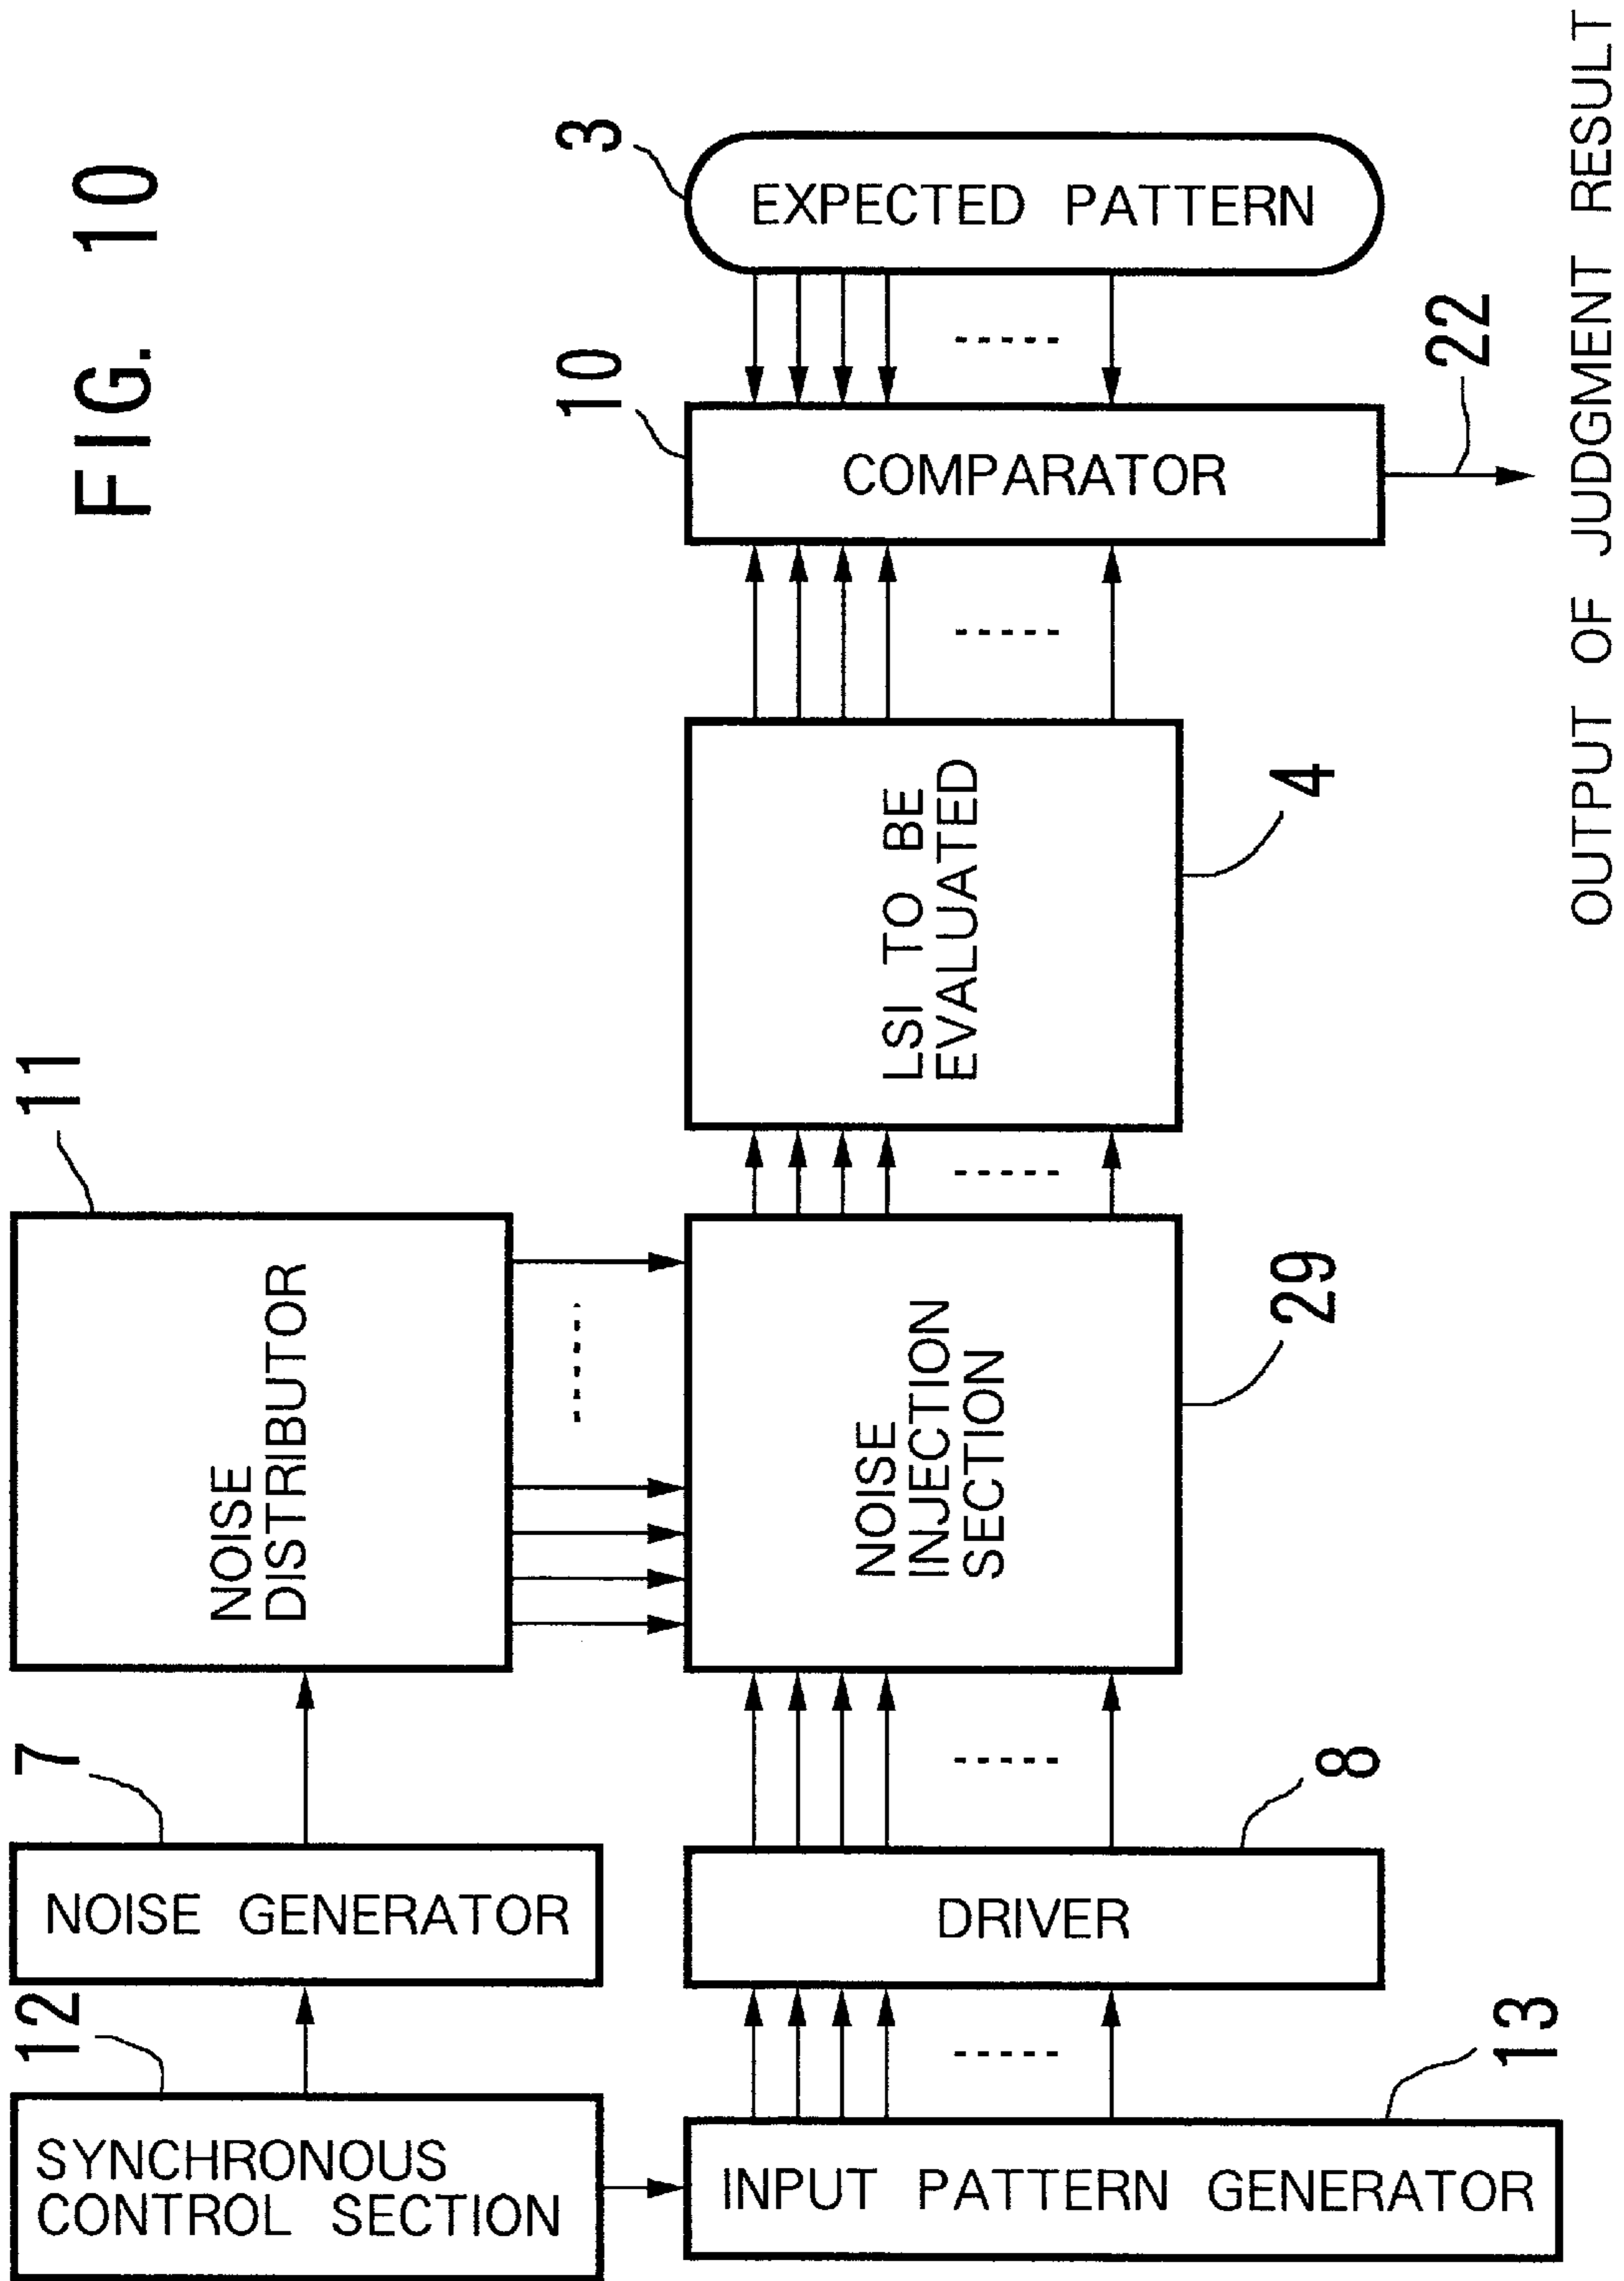 FIG. 10
12
SYNCHRONOUS
CONTROL SECTION
7
NOISE GENERATOR
11
NOISE
DISTRIBUTOR
INPUT PATTERN GENERATOR
13
DRIVER
8
NOISE
INJECTION
SECTION
29
LSI TO BE
EVALUATED
4
10
COMPARATOR
3
EXPECTED PATTERN
22
OUTPUT OF JUDGMENT RESULT